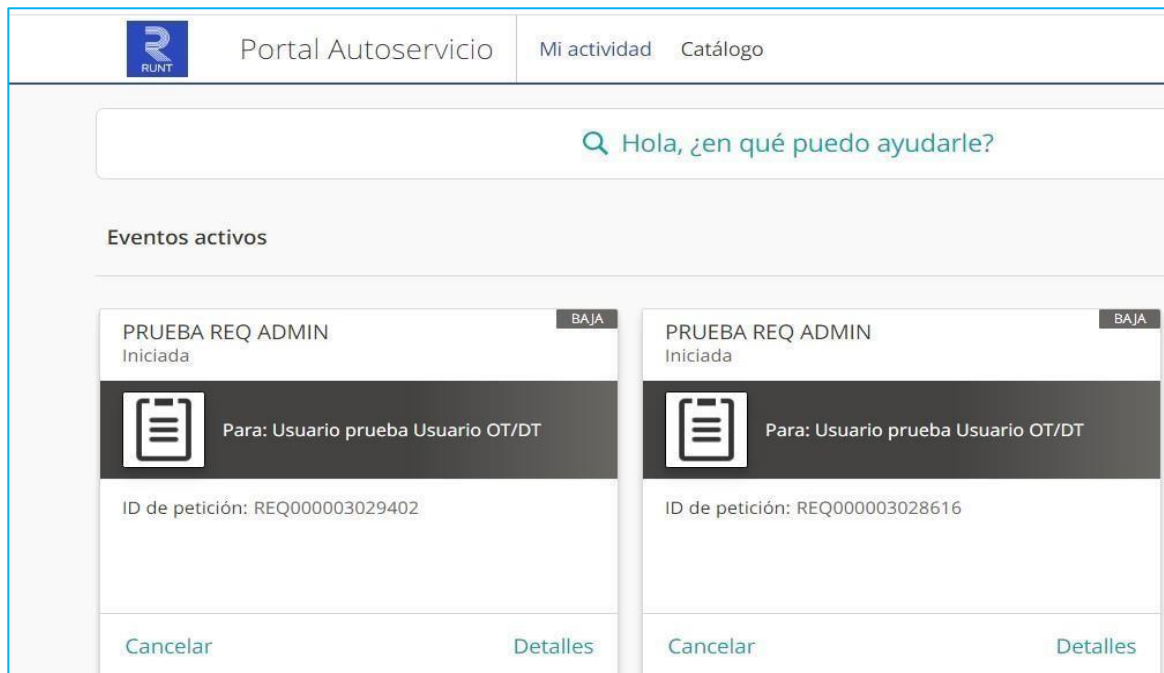 RUNT
Portal Autoservicio
Mi actividad
Catálogo
Hola, ¿en qué puedo ayudarle?
Eventos activos
BAJA
PRUEBA REQ ADMIN
Iniciada
Para: Usuario prueba Usuario OT/DT
ID de petición: REQ000003029402
Cancelar
Detalles
BAJA
PRUEBA REQ ADMIN
Iniciada
Para: Usuario prueba Usuario OT/DT
ID de petición: REQ000003028616
Cancelar
Detalles